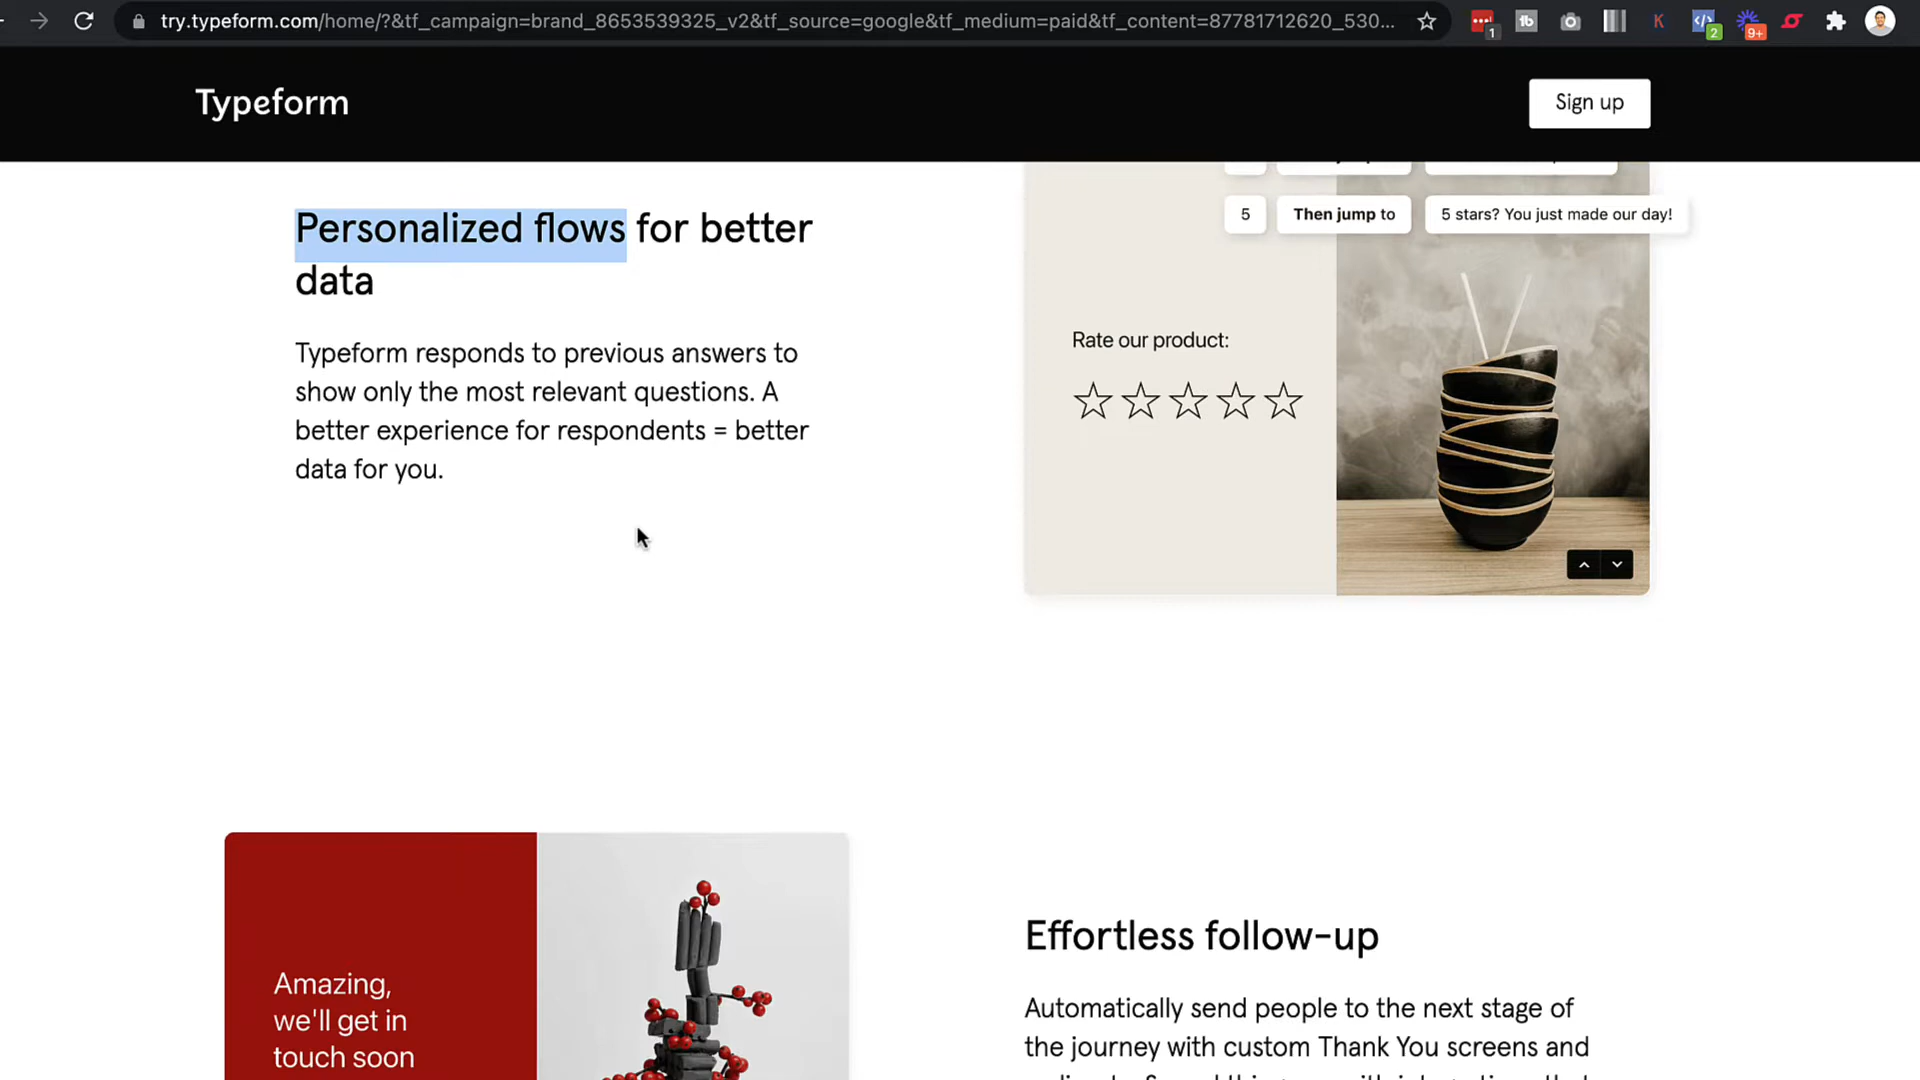 try.typeform.com/home/?&tf_campaign=brand_8653539325_v2&tf_source=google&tf_medium=paid&tf_content=87781712620_530...
1
tb
K
2
9+
Typeform
Sign up
Personalized flows for better
data
Typeform responds to previous answers to
show only the most relevant questions. A
better experience for respondents = better
data for you.
5 Then jump to 5 stars? You just made our day!
Rate our product:
Amazing,
we'll get in
touch soon
Effortless follow-up
Automatically send people to the next stage of
the journey with custom Thank You screens and